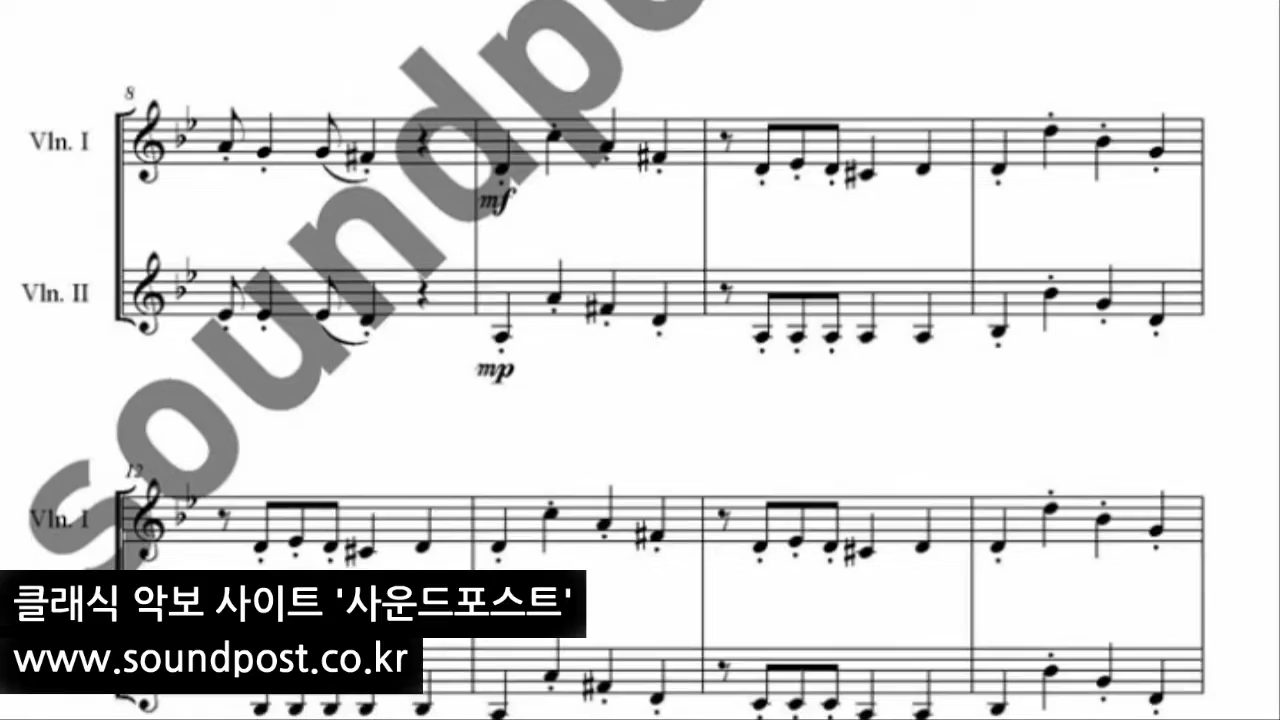 soundpo
8
Vln. I
mf
Vln. II
mp
12
Vln. I
클래식 악보 사이트 '사운드포스트'
www.soundpost.co.kr